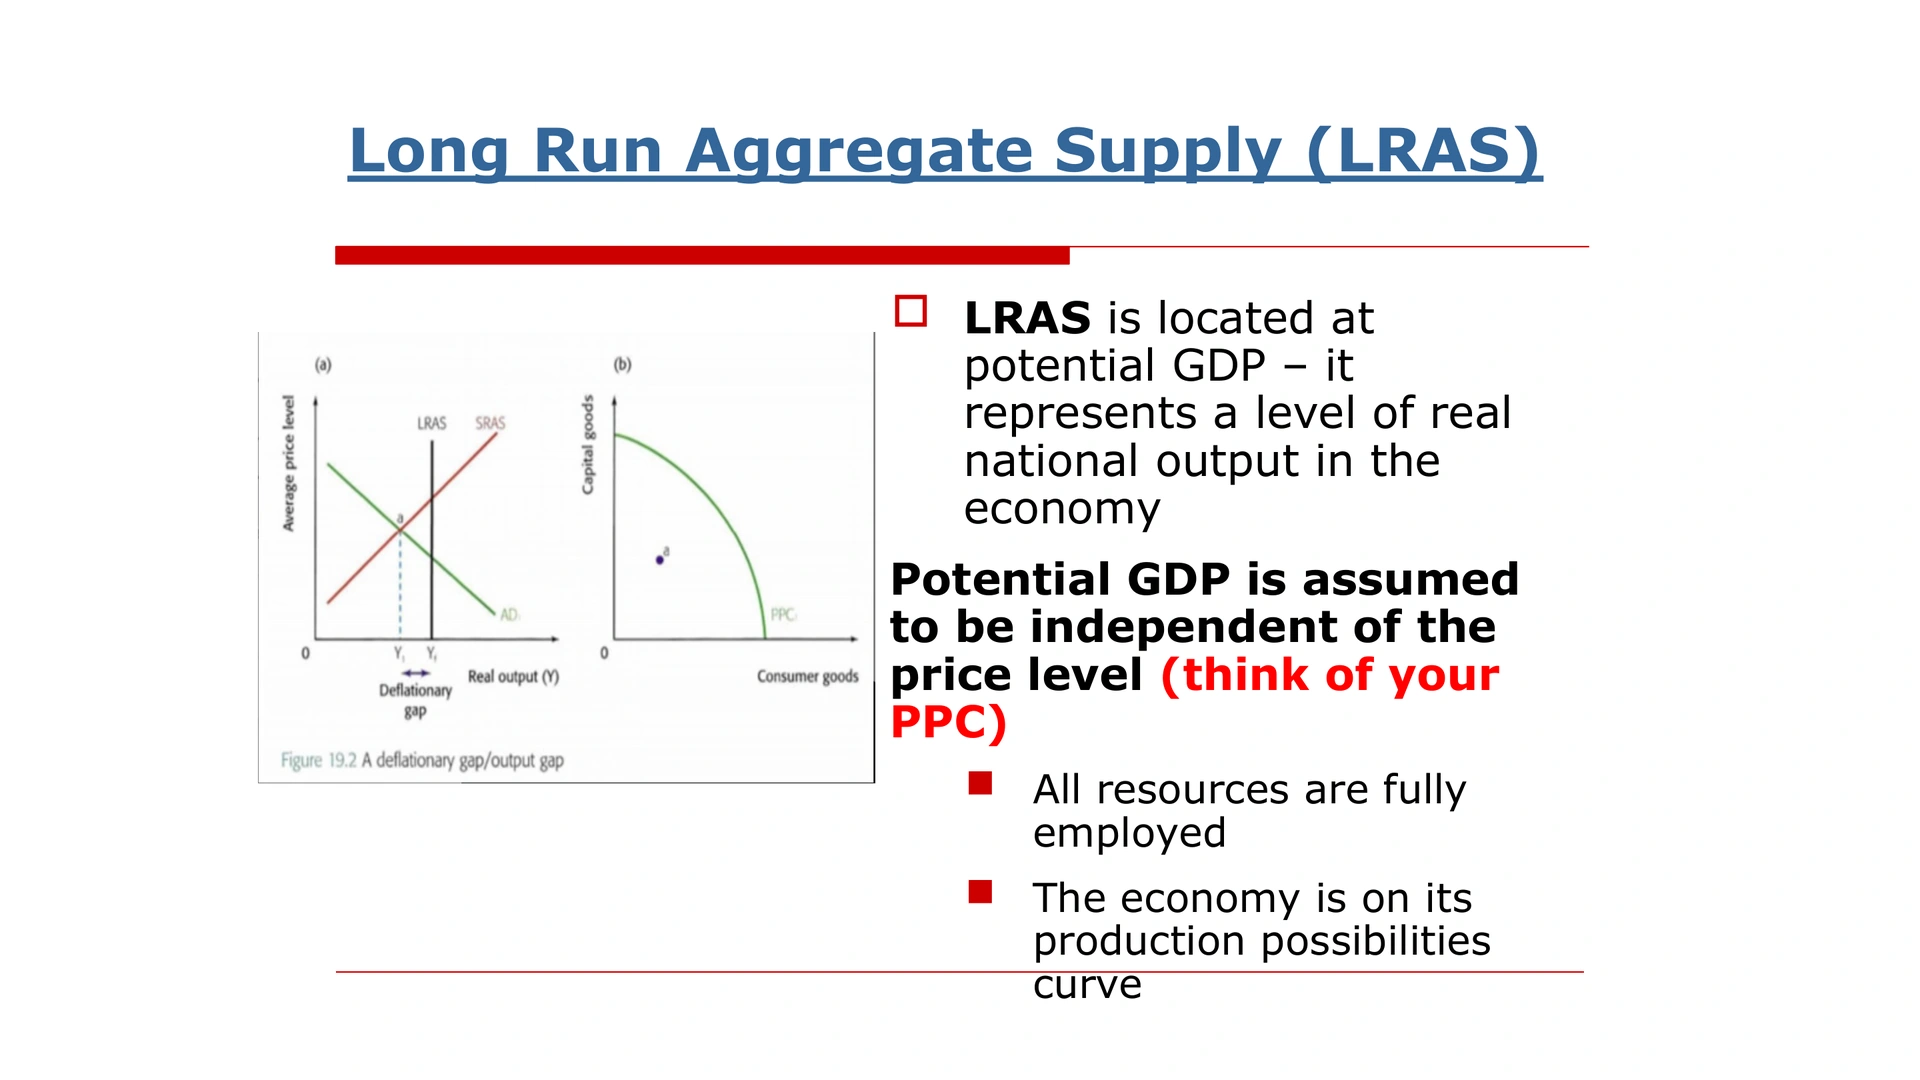 Long Run Aggregate Supply (LRAS)
(a)
Average price level
LRAS
SRAS
a
AD
0
Y₁
Yf
Real output (Y)
Deflationary
gap
(b)
Capital goods
a
PPC
0
Consumer goods
Figure 19.2 A deflationary gap/output gap
LRAS is located at
potential GDP – it
represents a level of real
national output in the
economy
Potential GDP is assumed
to be independent of the
price level (think of your
PPC)
All resources are fully
employed
The economy is on its
production possibilities
curve